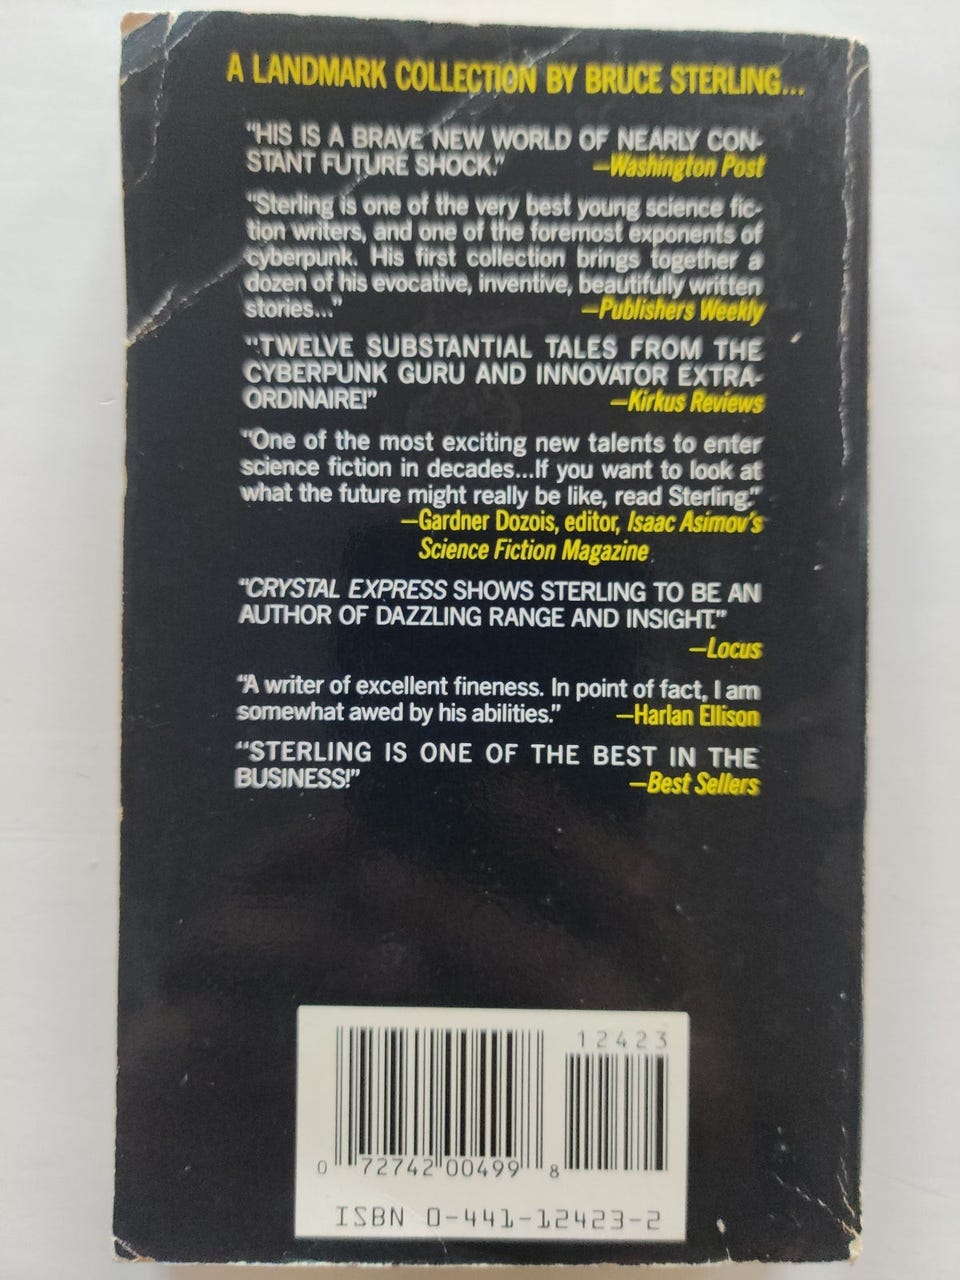 A LANDMARK COLLECTION BY BRUCE STERLING...
"HIS IS A BRAVE NEW WORLD OF NEARLY CON-
STANT FUTURE SHOCK." —Washington Post
"Sterling is one of the very best young science fic-
tion writers, and one of the foremost exponents of
cyberpunk. His first collection brings together a
dozen of his evocative, inventive, beautifully written
stories..." —Publishers Weekly
"TWELVE SUBSTANTIAL TALES FROM THE
CYBERPUNK GURU AND INNOVATOR EXTRA-
ORDINAIRE!" —Kirkus Reviews
"One of the most exciting new talents to enter
science fiction in decades...If you want to look at
what the future might really be like, read Sterling."
—Gardner Dozois, editor, Isaac Asimov's
Science Fiction Magazine
"CRYSTAL EXPRESS SHOWS STERLING TO BE AN
AUTHOR OF DAZZLING RANGE AND INSIGHT."
—Locus
"A writer of excellent fineness. In point of fact, I am
somewhat awed by his abilities." —Harlan Ellison
"STERLING IS ONE OF THE BEST IN THE
BUSINESS!" —Best Sellers
12423
0 72742 00499 8
ISBN 0-441-12423-2